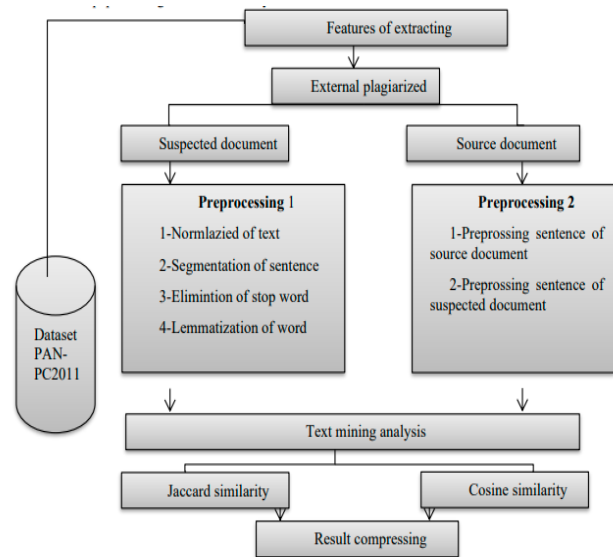 Features of extracting
External plagiarized
Suspected document
Source document
Preprocessing 1
1-Normlazied of text
2-Segmentation of sentence
3-Elimintion of stop word
4-Lemmatization of word
Preprocessing 2
1-Preprossing sentence of
source document
2-Preprossing sentence of
suspected document
Dataset
PAN-
PC2011
Text mining analysis
Jaccard similarity
Cosine similarity
Result compressing